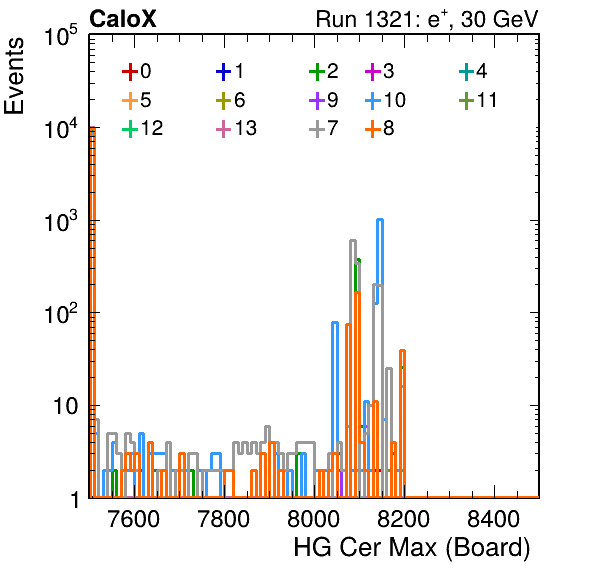 CaloX Run 1321: e⁺, 30 GeV
Events
0 1 2 3 4
5 6 9 10 11
12 13 7 8
10⁵
10⁴
10³
10²
10
1
7600 7800 8000 8200 8400
HG Cer Max (Board)